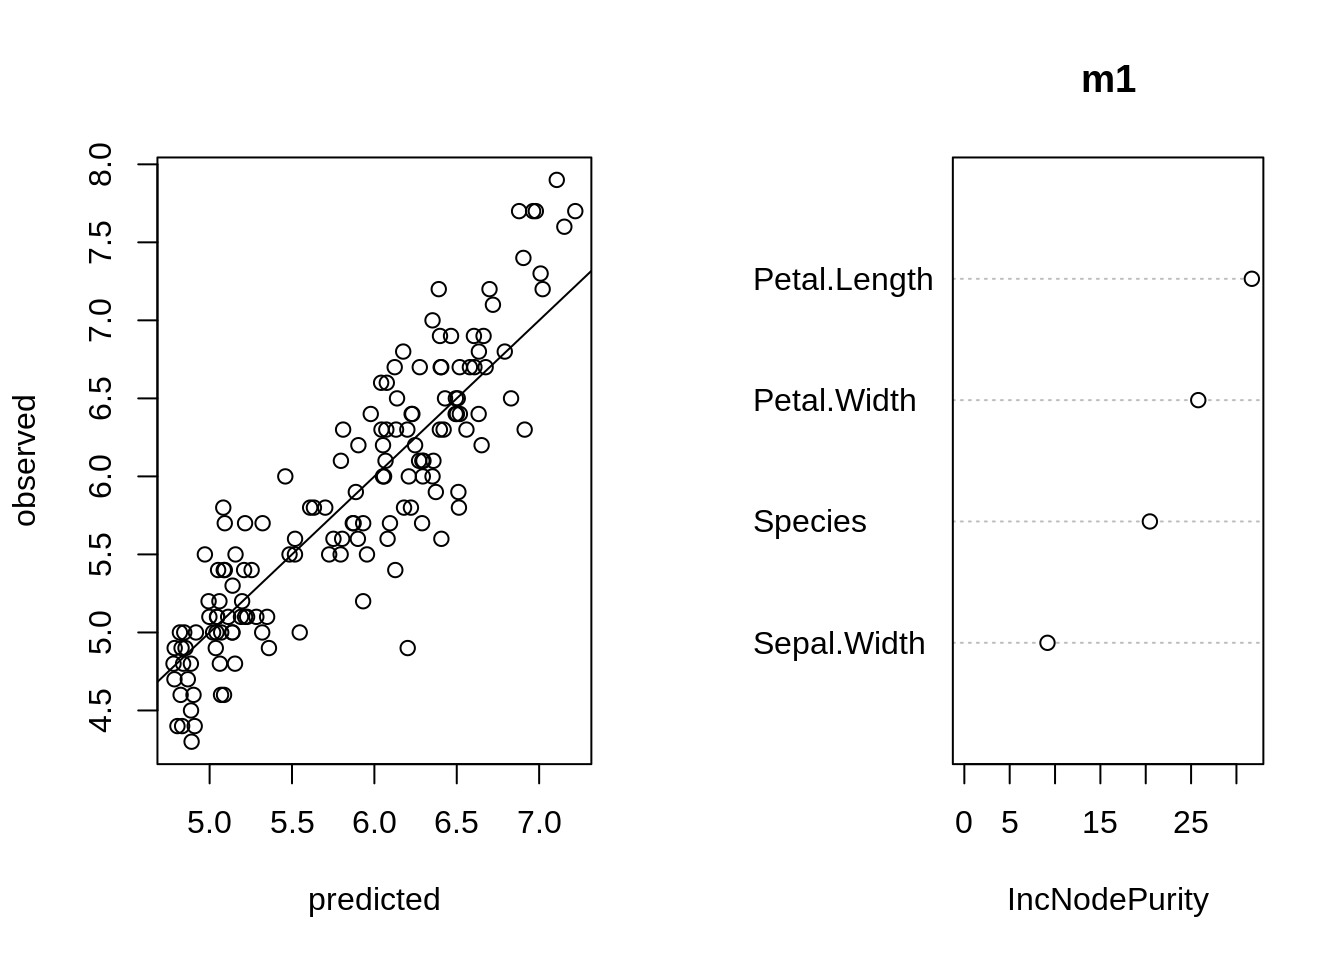 observed
8.0
7.5
7.0
6.5
6.0
5.5
5.0
4.5
5.0 5.5 6.0 6.5 7.0
predicted
m1
Petal.Length
Petal.Width
Species
Sepal.Width
0 5 15 25
IncNodePurity